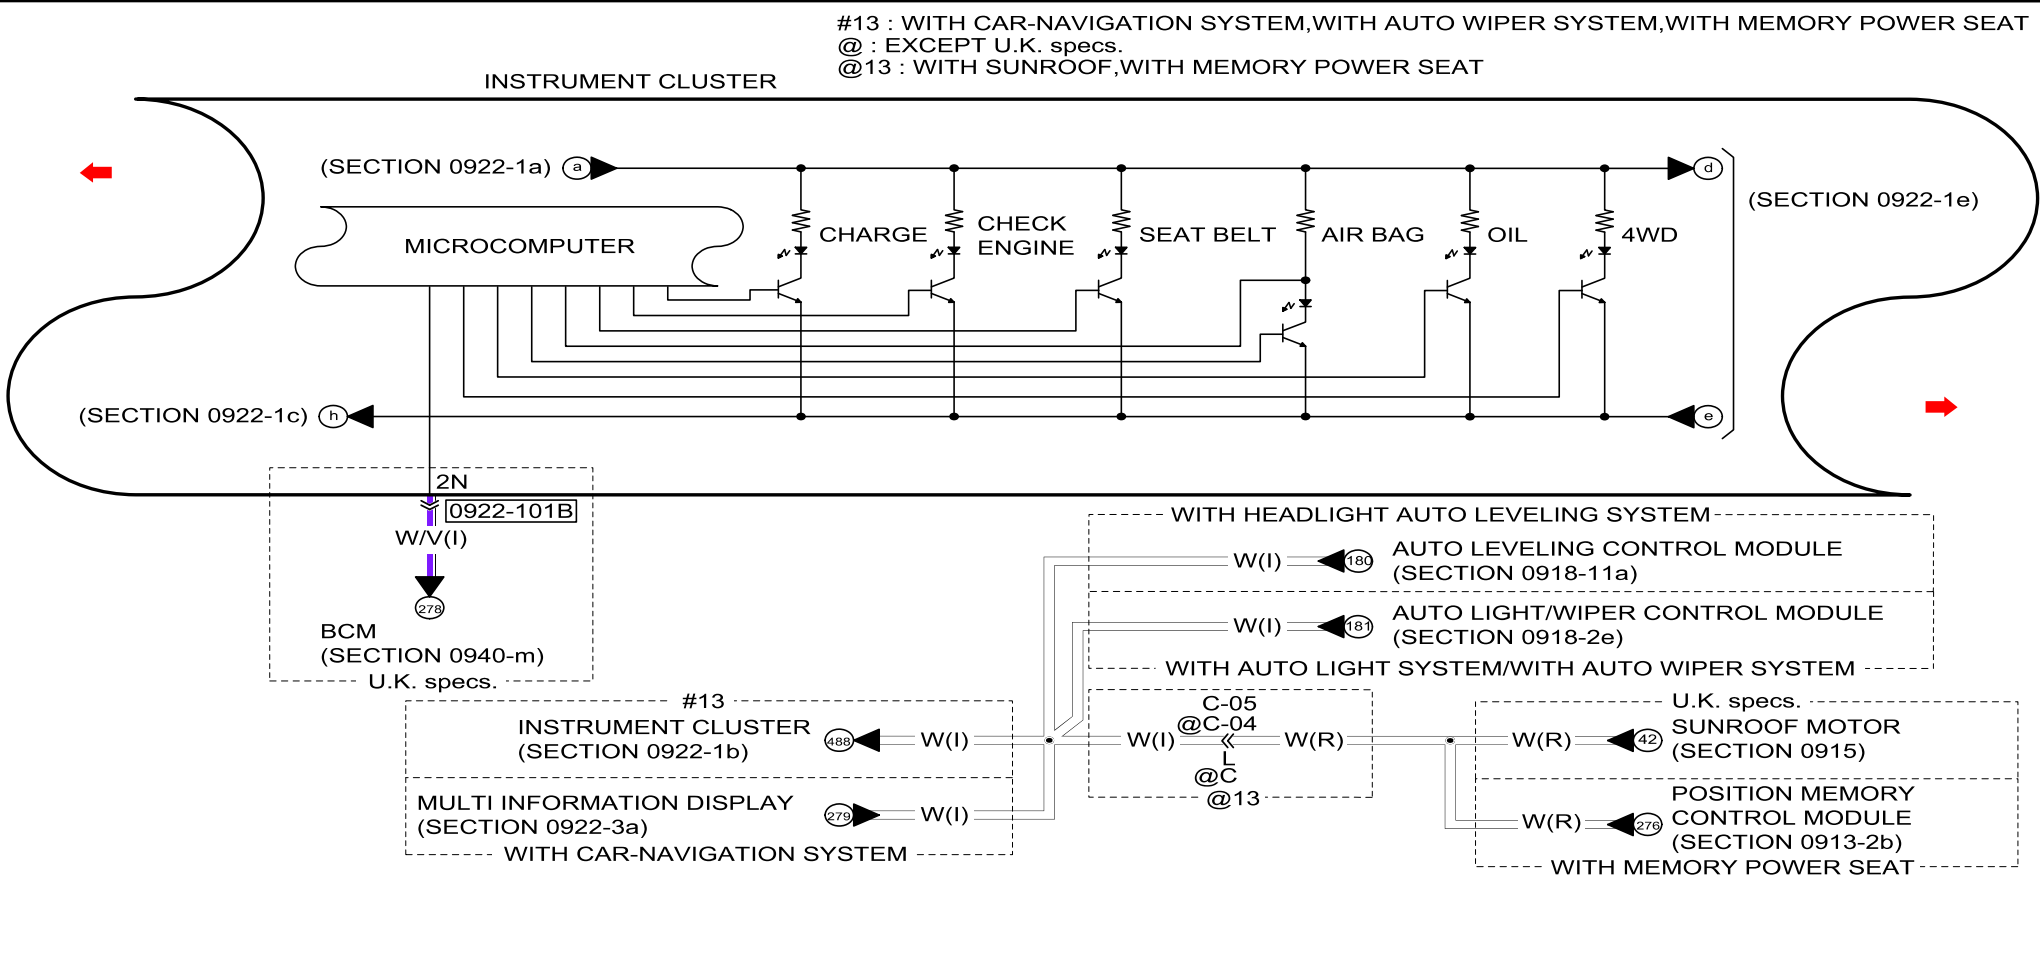 #13 : WITH CAR-NAVIGATION SYSTEM,WITH AUTO WIPER SYSTEM,WITH MEMORY POWER SEAT
@ : EXCEPT U.K. specs.
@13 : WITH SUNROOF,WITH MEMORY POWER SEAT
INSTRUMENT CLUSTER
(SECTION 0922-1a) a
d
(SECTION 0922-1e)
MICROCOMPUTER
CHARGE
CHECK
ENGINE
SEAT BELT
AIR BAG
OIL
4WD
(SECTION 0922-1c) h
e
2N
0922-101B
W/V(I)
278
BCM
(SECTION 0940-m)
U.K. specs.
WITH HEADLIGHT AUTO LEVELING SYSTEM
W(I) 180 AUTO LEVELING CONTROL MODULE
(SECTION 0918-11a)
W(I) 181 AUTO LIGHT/WIPER CONTROL MODULE
(SECTION 0918-2e)
WITH AUTO LIGHT SYSTEM/WITH AUTO WIPER SYSTEM
#13
INSTRUMENT CLUSTER
(SECTION 0922-1b)
488 W(I)
MULTI INFORMATION DISPLAY
(SECTION 0922-3a)
279 W(I)
WITH CAR-NAVIGATION SYSTEM
C-05
@C-04
W(I) W(R)
L
@C
@13
U.K. specs.
W(R) 42 SUNROOF MOTOR
(SECTION 0915)
W(R) 276 POSITION MEMORY
CONTROL MODULE
(SECTION 0913-2b)
WITH MEMORY POWER SEAT